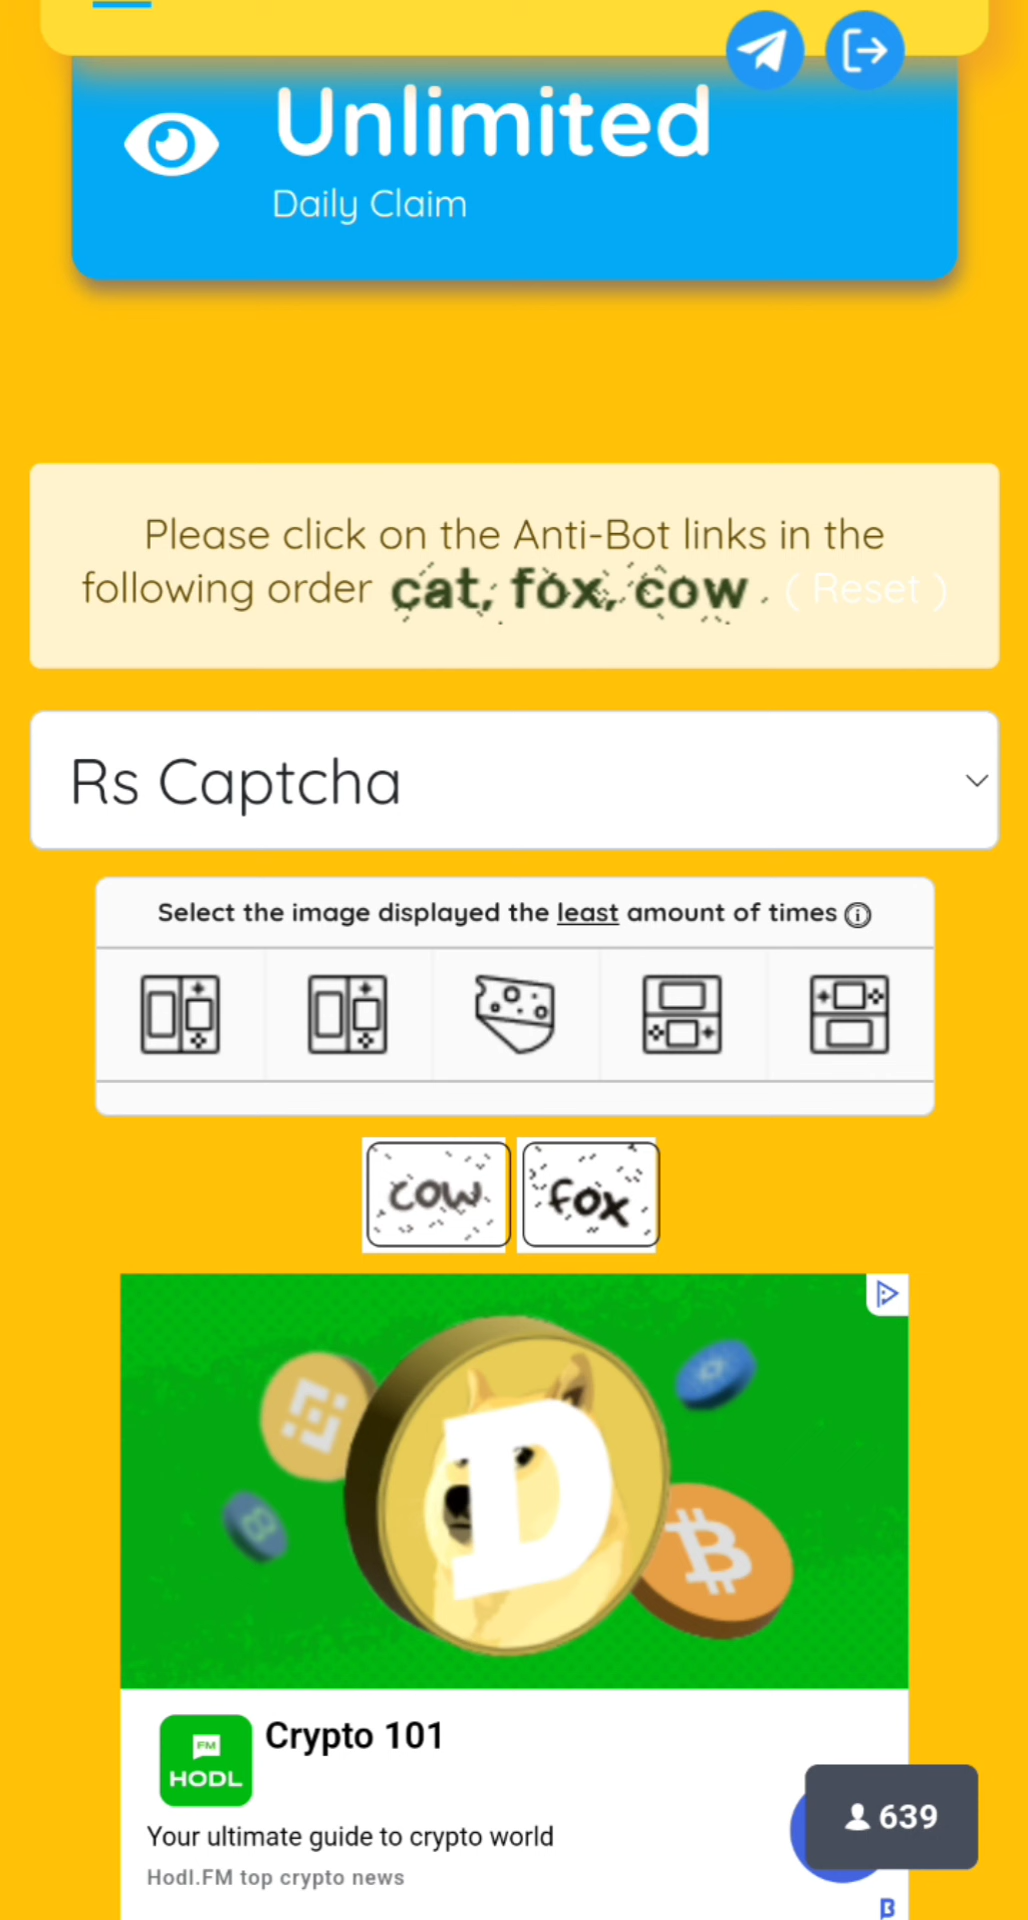 Unlimited
Daily Claim
Please click on the Anti-Bot links in the
following order cat, fox, cow . ( Reset )
Rs Captcha
Select the image displayed the least amount of times
cow fox
Crypto 101
FM
HODL
Your ultimate guide to crypto world
Hodl.FM top crypto news
639